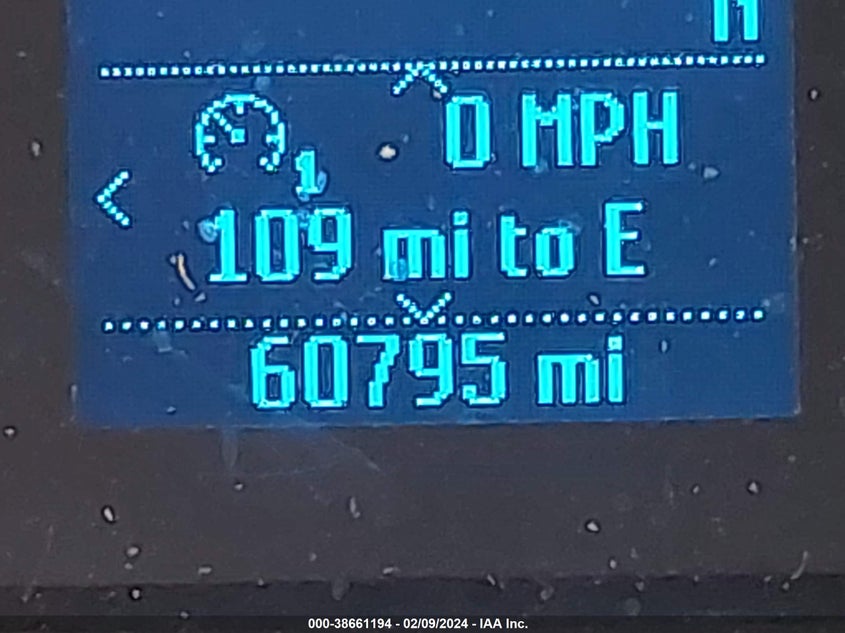 0 MPH
1
109 mi to E
60795 mi
000-38661194 - 02/09/2024 - IAA Inc.